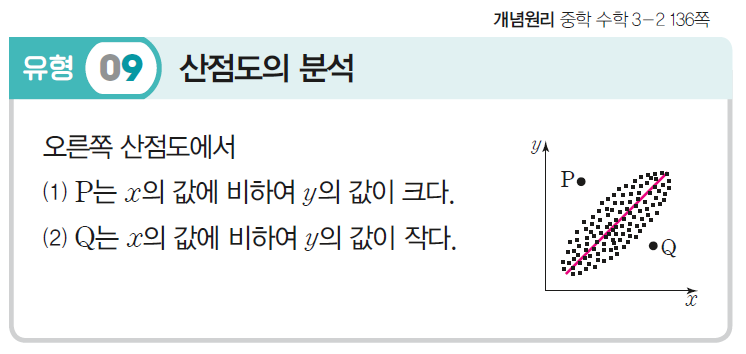 개념원리 중학 수학 3-2 136쪽
유형 09 산점도의 분석
오른쪽 산점도에서
(1) P는 x의 값에 비하여 y의 값이 크다.
(2) Q는 x의 값에 비하여 y의 값이 작다.
y
P
Q
x